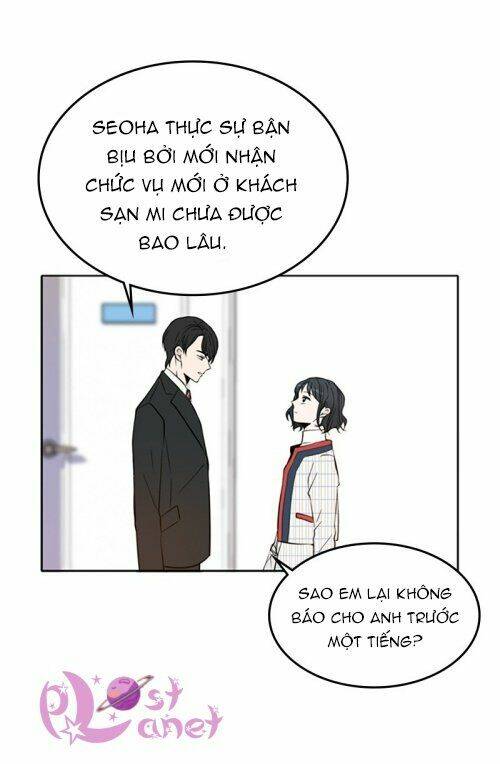 SEOHA THỰC SỰ BẬN
BỊU BỞI MỚI NHẬN
CHỨC VỤ MỚI Ở KHÁCH
SẠN MI CHƯA ĐƯỢC
BAO LÂU.
SAO EM LẠI KHÔNG
BÁO CHO ANH TRƯỚC
MỘT TIẾNG?
Lost
pLanet